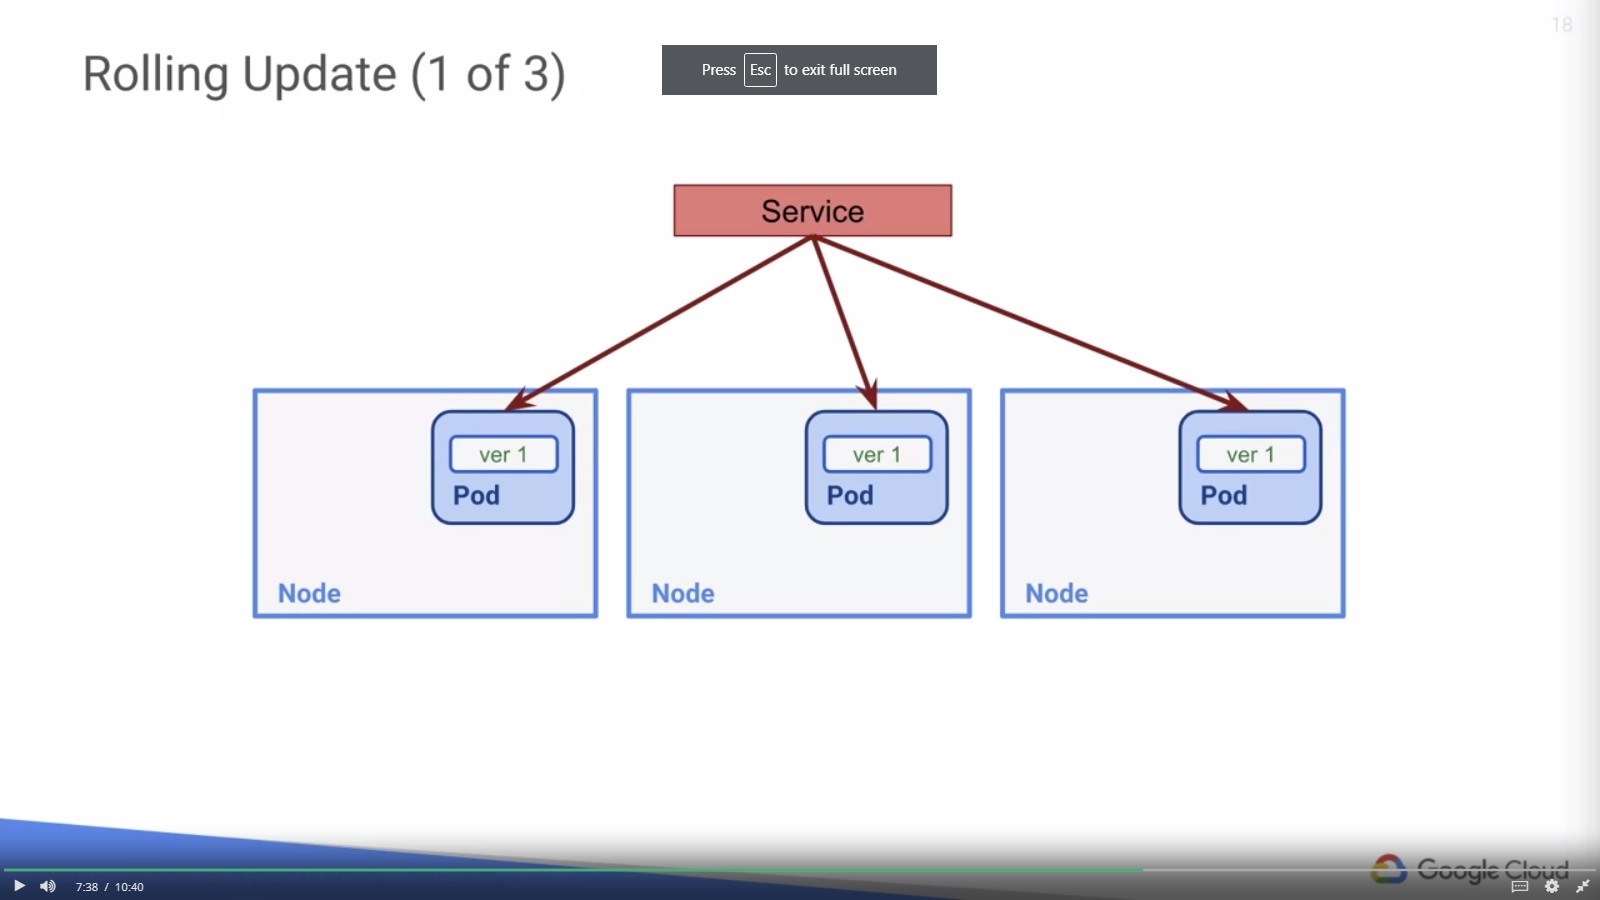 18
Rolling Update (1 of 3)
Press Esc to exit full screen
Service
ver 1
Pod
Node
ver 1
Pod
Node
ver 1
Pod
Node
Google Cloud
7:38 / 10:40